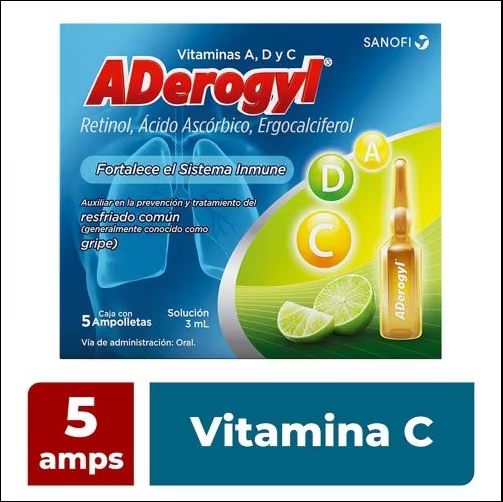 Vitaminas A, D y C
SANOFI
ADerogyl®
Retinol, Ácido Ascórbico, Ergocalciferol
Fortalece el Sistema Inmune
A
D
C
Auxiliar en la prevención y tratamiento del
resfriado común
(generalmente conocido como
gripe)
ADerogyl
Caja con
5 Ampolletas
Solución
3 mL
Vía de administración: Oral.
5
amps
Vitamina C